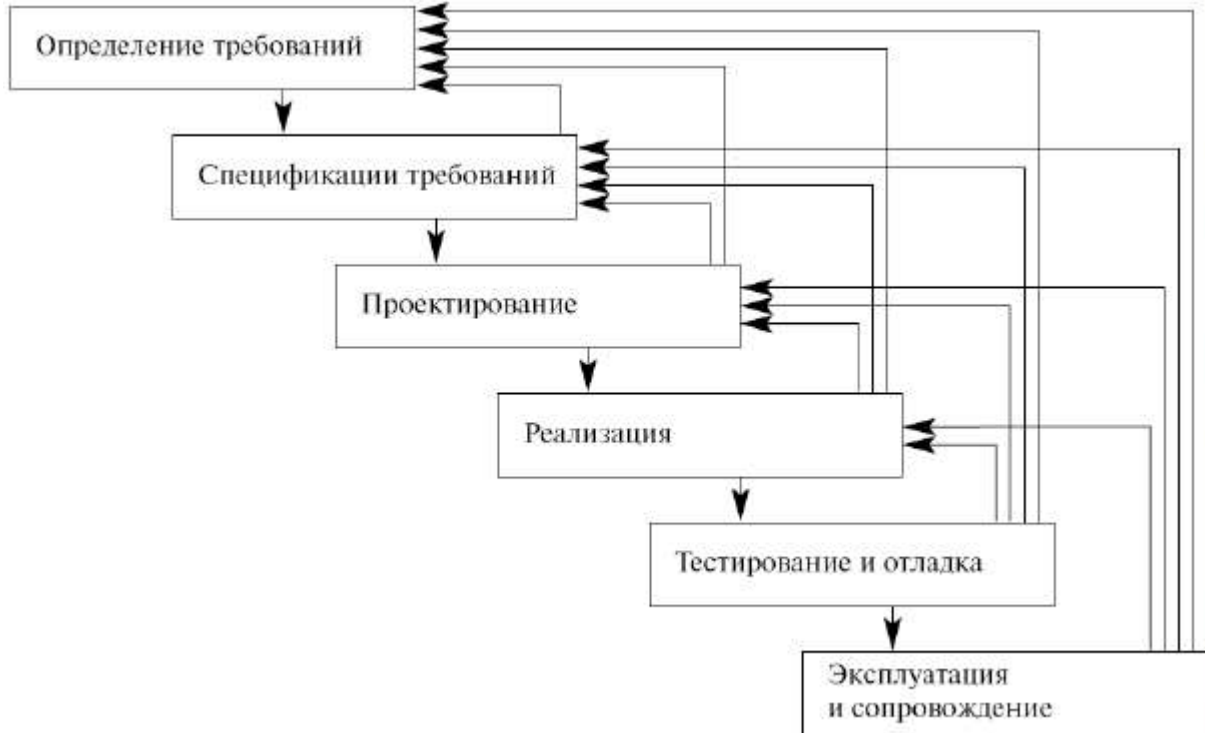 Определение требований
Спецификации требований
Проектирование
Реализация
Тестирование и отладка
Эксплуатация
и сопровождение